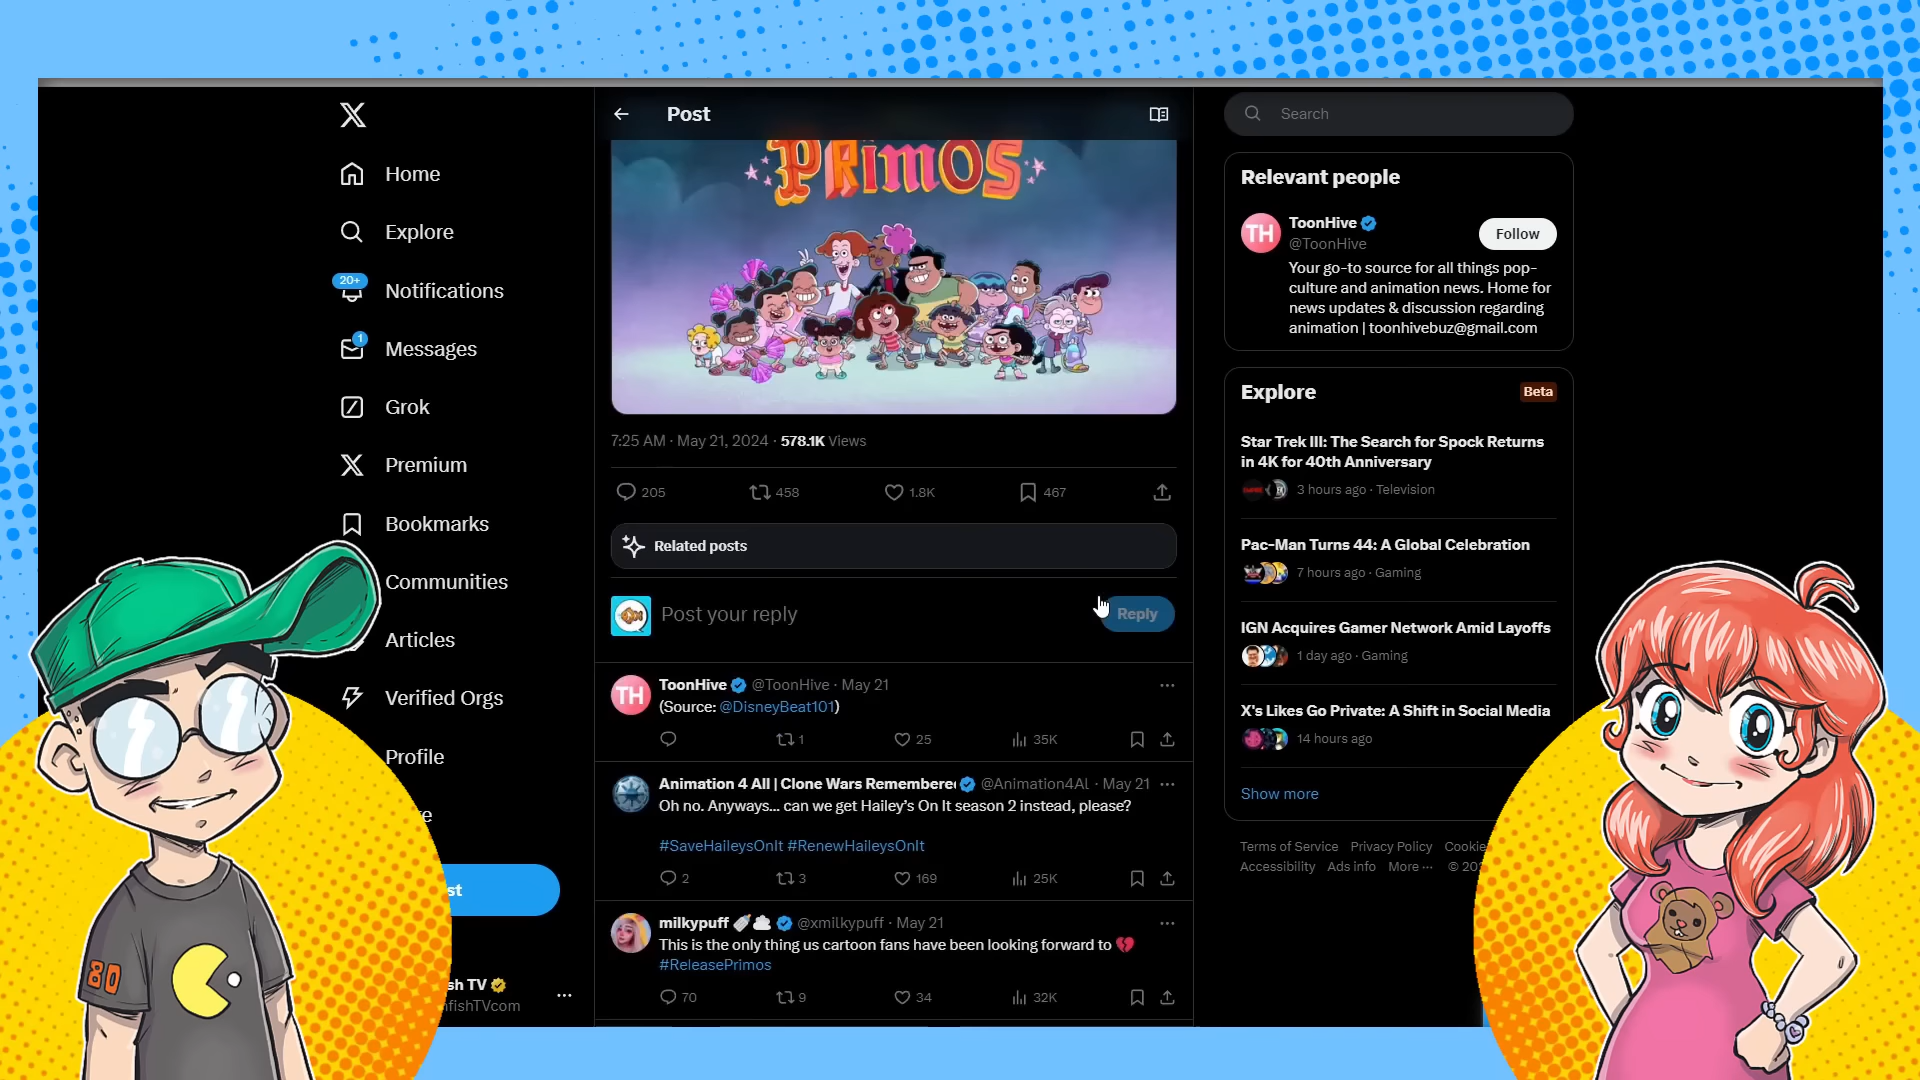 Home
Explore
20+
Notifications
1
Messages
Grok
Premium
Bookmarks
Communities
Articles
Verified Orgs
Profile
Post
PRIMOS
7:25 AM · May 21, 2024 · 578.1K Views
205 458 1.8K 467
Related posts
Post your reply
Reply
TH
ToonHive @ToonHive · May 21
(Source: @DisneyBeat101)
1 25 35K
Animation 4 All | Clone Wars Remembere @Animation4Al · May 21
Oh no. Anyways... can we get Hailey's On It season 2 instead, please?
#SaveHaileysOnIt #RenewHaileysOnIt
2 3 169 25K
milkypuff @xmilkypuff · May 21
This is the only thing us cartoon fans have been looking forward to
#ReleasePrimos
70 9 34 32K
Search
Relevant people
TH
ToonHive
@ToonHive
Follow
Your go-to source for all things pop-
culture and animation news. Home for
news updates & discussion regarding
animation | toonhivebuz@gmail.com
Explore
Beta
Star Trek III: The Search for Spock Returns
in 4K for 40th Anniversary
3 hours ago · Television
Pac-Man Turns 44: A Global Celebration
7 hours ago · Gaming
IGN Acquires Gamer Network Amid Layoffs
1 day ago · Gaming
X's Likes Go Private: A Shift in Social Media
14 hours ago
Show more
Terms of Service Privacy Policy Cookie
Accessibility Ads info More ··· © 20
80
st
sh TV
nfishTVcom